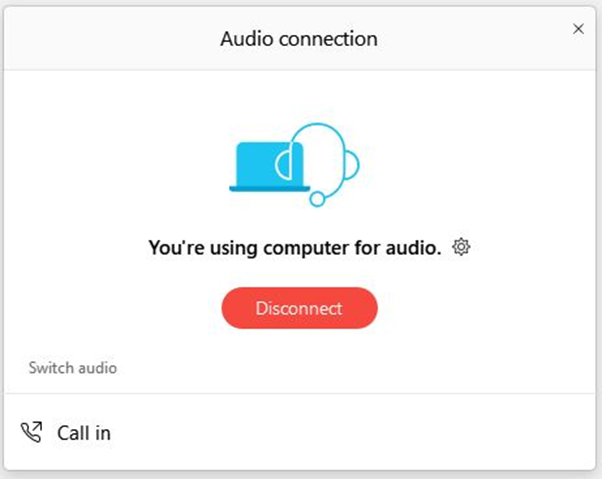 Audio connection
You're using computer for audio.
Disconnect
Switch audio
Call in